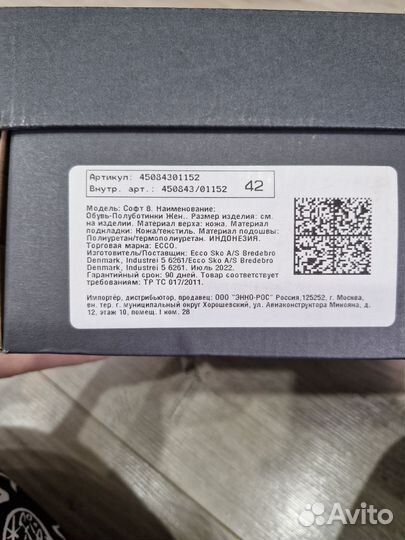 Артикул: 45084301152
Внутр. арт.: 450843/01152
42
Модель: Софт 8. Наименование:
Обувь-Полуботинки Жен.. Размер изделия: см.
на изделии. Материал верха: кожа, Материал
подкладки: Кожа/текстиль. Материал подошвы:
Полиуретан/термополиуретан. ИНДОНЕЗИЯ.
Торговая марка: ECCO.
Изготовитель/Поставщик: Ecco Sko A/S Bredebro
Denmark, Industrei 5 6261/Ecco Sko A/S Bredebro
Denmark, Industrei 5 6261. Июль 2022.
Гарантийный срок: 90 дней. Товар соответствует
требованиям: ТР ТС 017/2011.
Импортёр, дистрибьютор, продавец: ООО "ЭККО-РОС" Россия,125252, г. Москва,
вн. тер. г. муниципальный округ Хорошевский, ул. Авиаконструктора Микояна, д.
12, этаж 10, помещ. I ком. 28
Avito